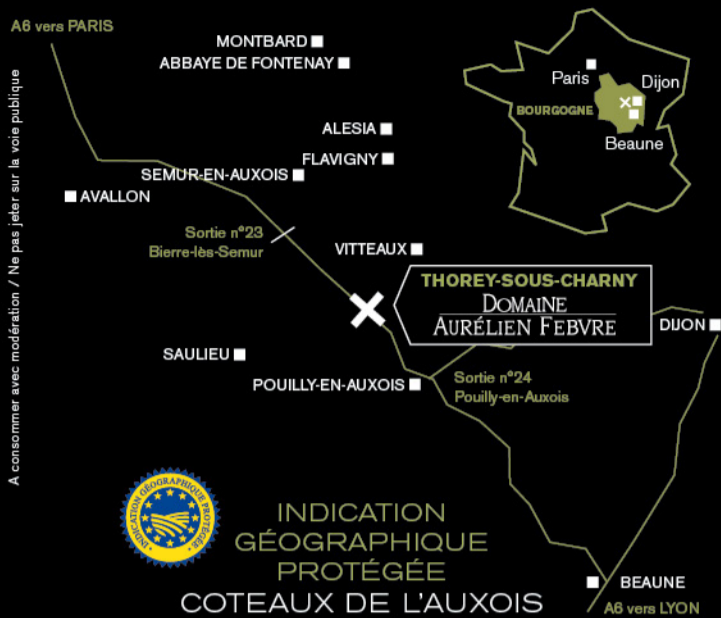 A6 vers PARIS
MONTBARD
ABBAYE DE FONTENAY
ALESIA
FLAVIGNY
SEMUR-EN-AUXOIS
AVALLON
Sortie n°23
Bierre-lès-Semur
VITTEAUX
Paris
Dijon
BOURGOGNE
Beaune
THOREY-SOUS-CHARNY
DOMAINE
AURÉLIEN FEBVRE
DIJON
SAULIEU
POUILLY-EN-AUXOIS
Sortie n°24
Pouilly-en-Auxois
A consommer avec modération / Ne pas jeter sur la voie publique
INDICATION GÉOGRAPHIQUE PROTÉGÉE
INDICATION
GÉOGRAPHIQUE
PROTÉGÉE
COTEAUX DE L'AUXOIS
BEAUNE
A6 vers LYON